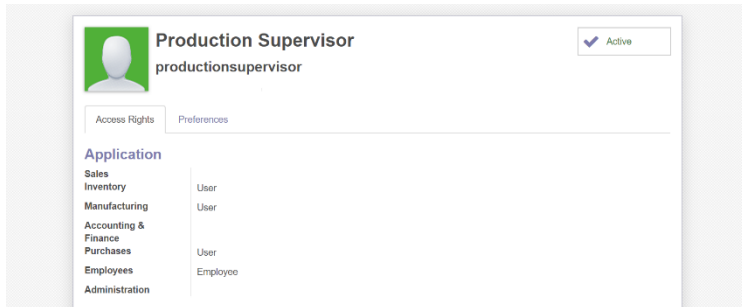 Production Supervisor
Active
productionsupervisor
Access Rights Preferences
Application
Sales
Inventory User
Manufacturing User
Accounting &
Finance
Purchases User
Employees Employee
Administration